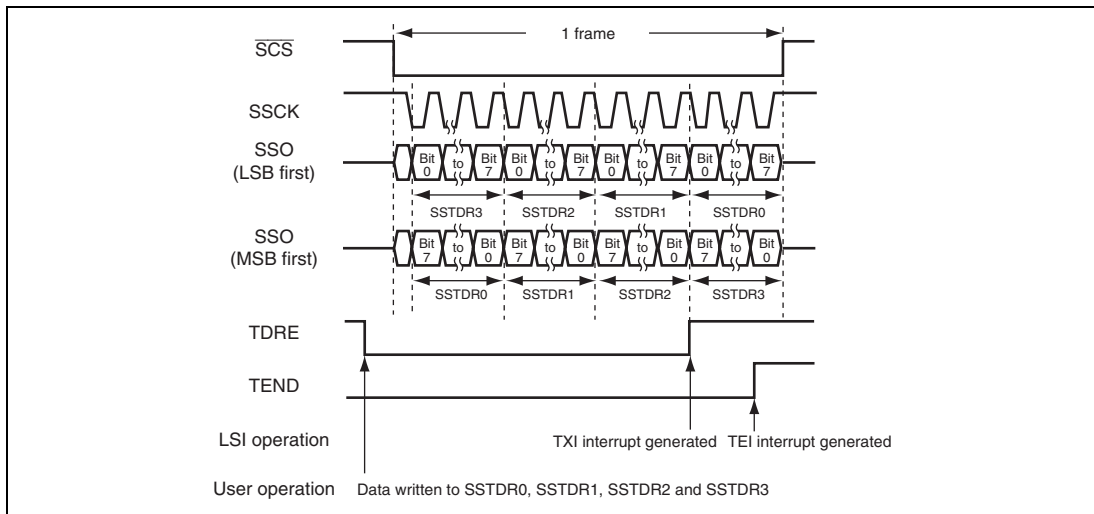 1 frame
SCS
SSCK
SSO
(LSB first)
Bit 0 to Bit 7 Bit 0 to Bit 7 Bit 0 to Bit 7 Bit 0 to Bit 7
SSTDR3 SSTDR2 SSTDR1 SSTDR0
SSO
(MSB first)
Bit 7 to Bit 0 Bit 7 to Bit 0 Bit 7 to Bit 0 Bit 7 to Bit 0
SSTDR0 SSTDR1 SSTDR2 SSTDR3
TDRE
TEND
LSI operation TXI interrupt generated TEI interrupt generated
User operation Data written to SSTDR0, SSTDR1, SSTDR2 and SSTDR3